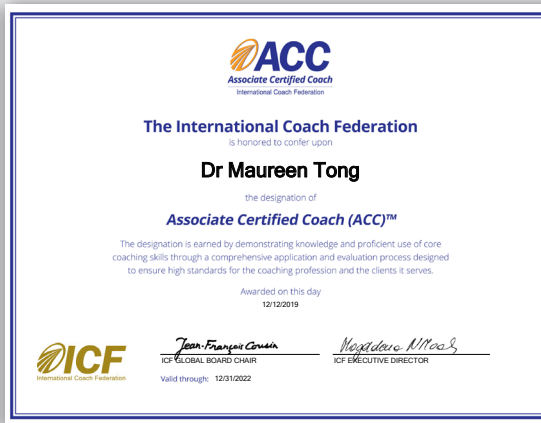 ACC
Associate Certified Coach
International Coach Federation
The International Coach Federation
is honored to confer upon
Dr Maureen Tong
the designation of
Associate Certified Coach (ACC)™
The designation is earned by demonstrating knowledge and proficient use of core
coaching skills through a comprehensive application and evaluation process designed
to ensure high standards for the coaching profession and the clients it serves.
Awarded on this day
12/12/2019
Jean-François Cousin
ICF GLOBAL BOARD CHAIR
ICF EXECUTIVE DIRECTOR
ICF
International Coach Federation
Valid through: 12/31/2022